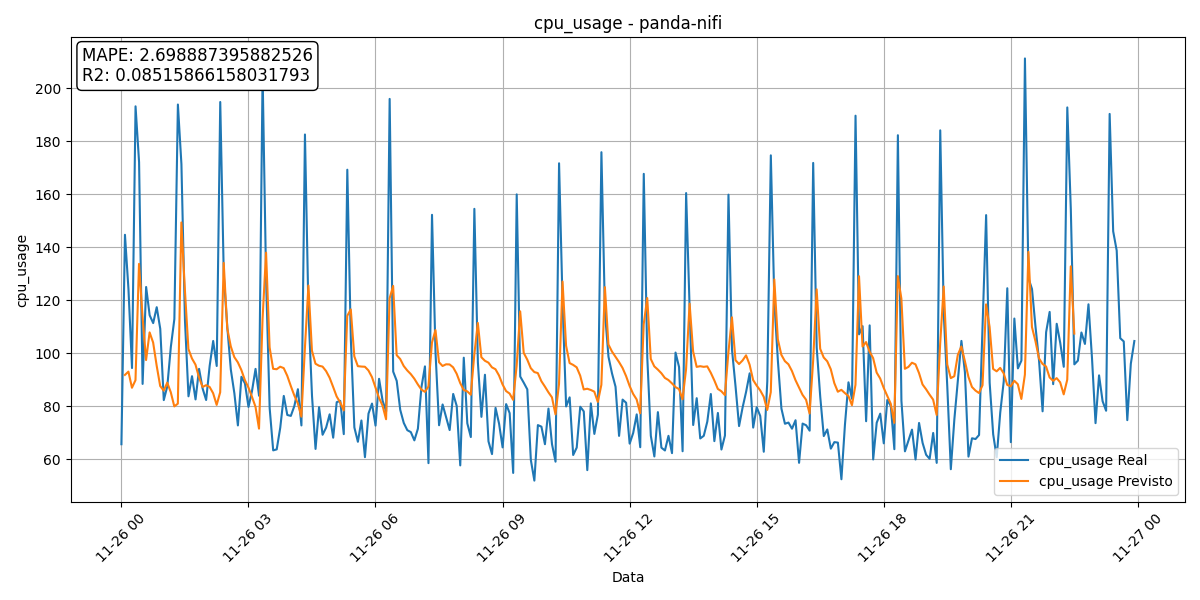 cpu_usage - panda-nifi
MAPE: 2.698887395882526
R2: 0.08515866158031793
cpu_usage
200
180
160
140
120
100
80
60
cpu_usage Real
cpu_usage Previsto
11-26 00
11-26 03
11-26 06
11-26 09
11-26 12
11-26 15
11-26 18
11-26 21
11-27 00
Data